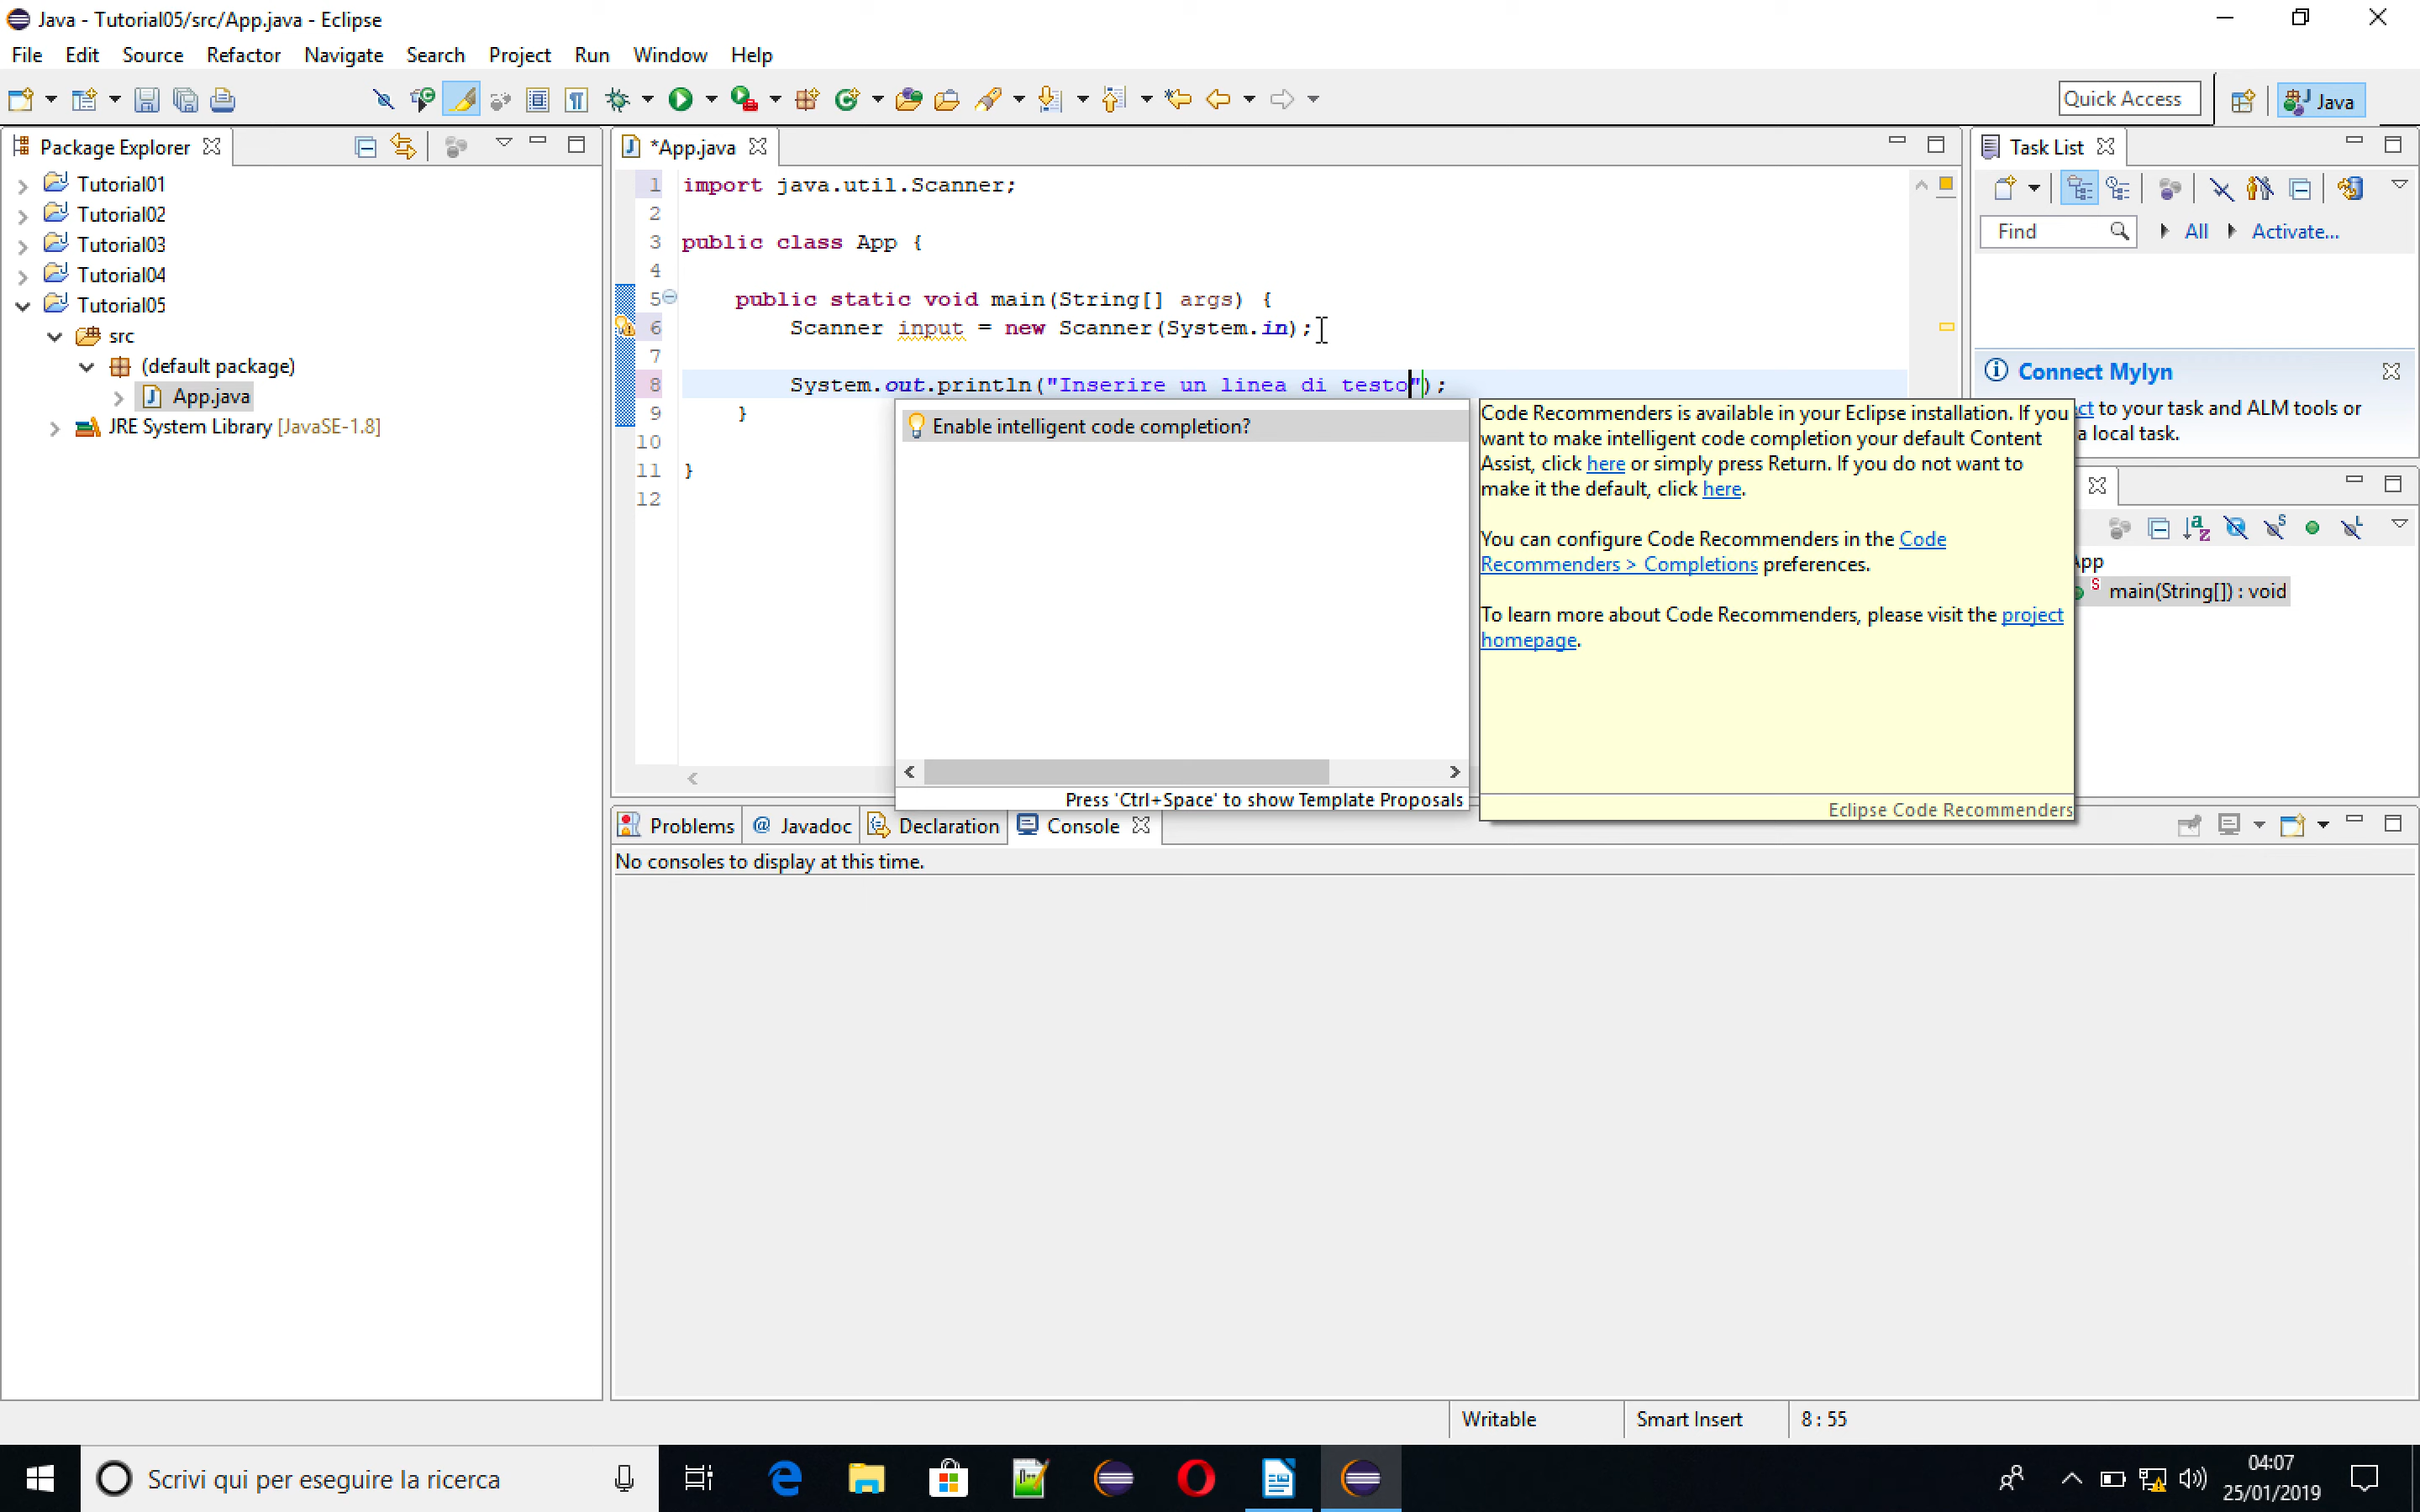 Java - Tutorial05/src/App.java - Eclipse
File Edit Source Refactor Navigate Search Project Run Window Help
Quick Access
Java
Package Explorer
Tutorial01
Tutorial02
Tutorial03
Tutorial04
Tutorial05
src
(default package)
App.java
JRE System Library [JavaSE-1.8]
*App.java
1 import java.util.Scanner;
2
3 public class App {
4
5 public static void main(String[] args) {
6 Scanner input = new Scanner(System.in);
7
8 System.out.println("Inserire un linea di testo");
9 }
10
11 }
12
Enable intelligent code completion?
Press 'Ctrl+Space' to show Template Proposals
Code Recommenders is available in your Eclipse installation. If you
want to make intelligent code completion your default Content
Assist, click here or simply press Return. If you do not want to
make it the default, click here.
You can configure Code Recommenders in the Code
Recommenders > Completions preferences.
To learn more about Code Recommenders, please visit the project
homepage.
Eclipse Code Recommenders
Task List
Find
All
Activate...
Connect Mylyn
to your task and ALM tools or
a local task.
main(String[]) : void
Problems
@ Javadoc
Declaration
Console
No consoles to display at this time.
Writable
Smart Insert
8 : 55
Scrivi qui per eseguire la ricerca
04:07
25/01/2019